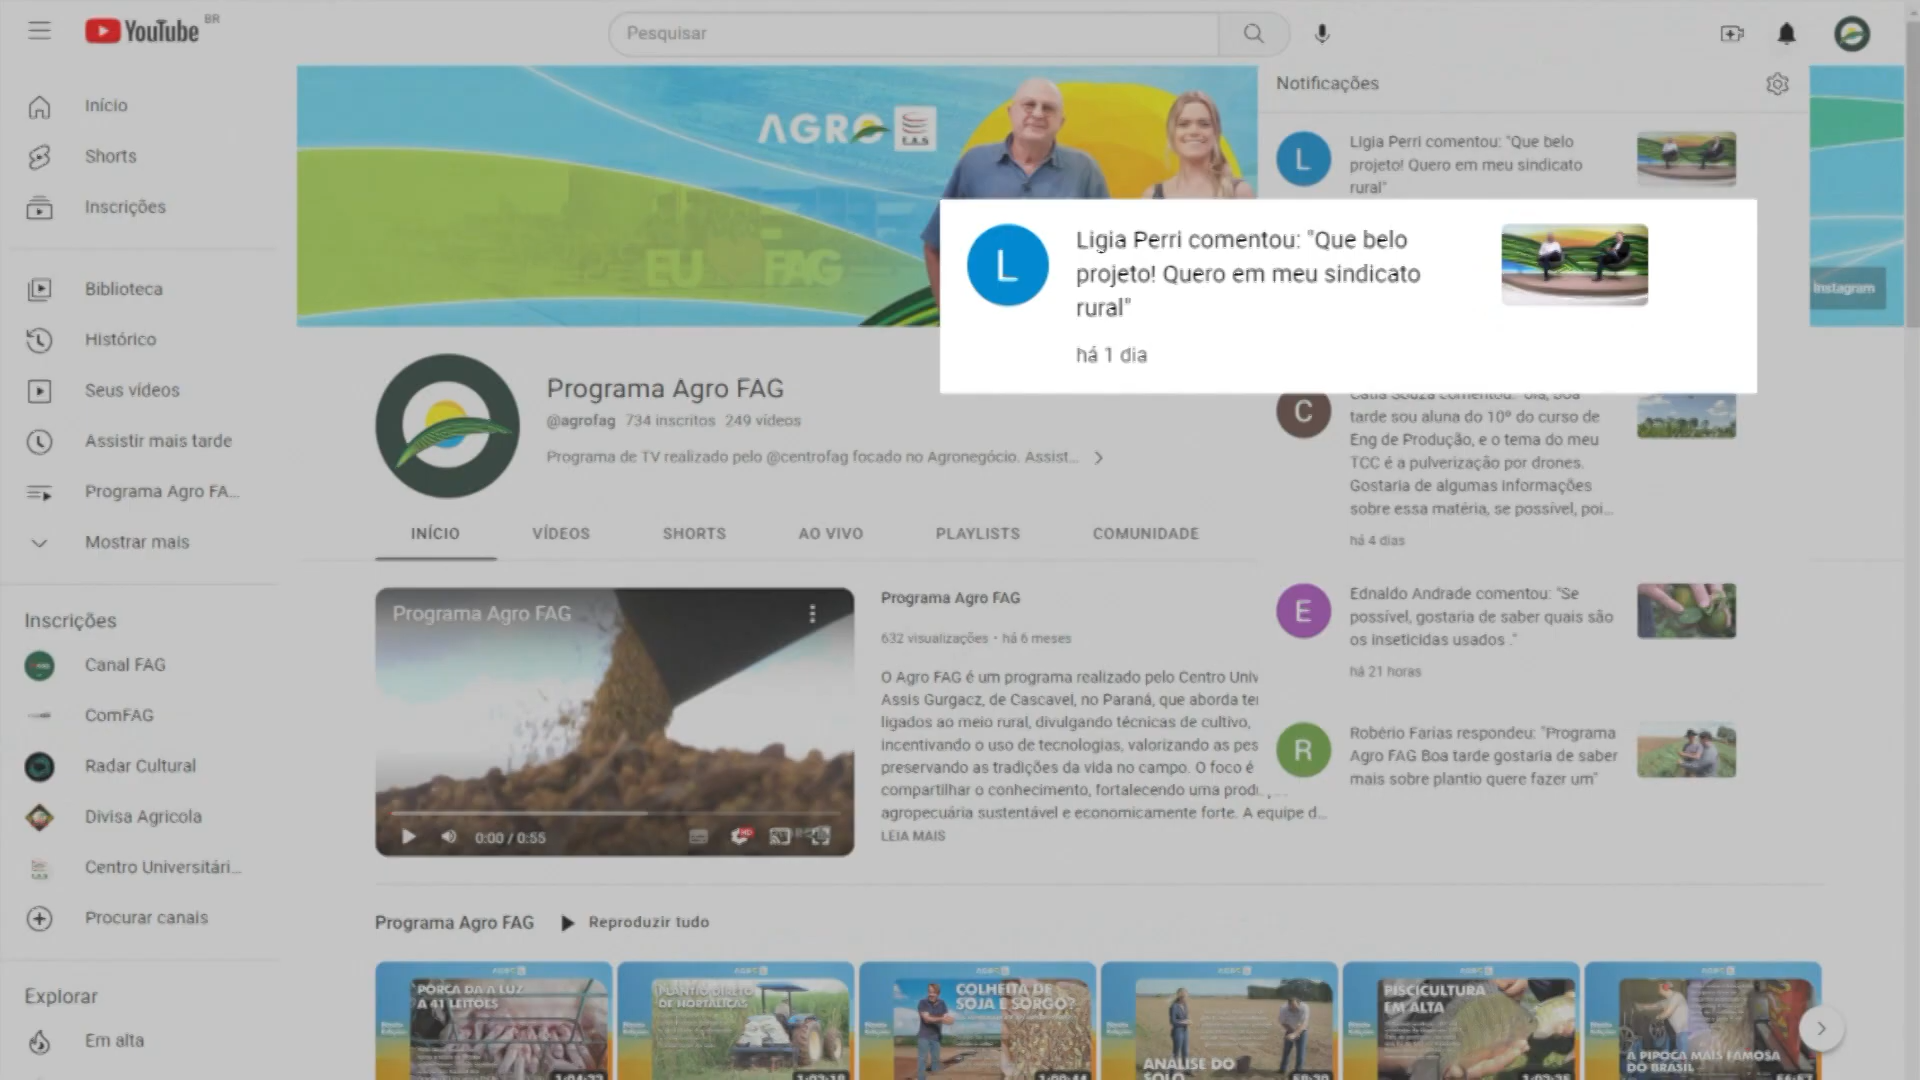 YouTube BR
Pesquisar
Início
Shorts
Inscrições
Biblioteca
Histórico
Seus vídeos
Assistir mais tarde
Programa Agro FA...
Mostrar mais
Inscrições
Canal FAG
ComFAG
Radar Cultural
Divisa Agricola
Centro Universitári...
Procurar canais
Explorar
Em alta
AGRO FAG
EU FAG
Instagram
Notificações
Ligia Perri comentou: "Que belo
projeto! Quero em meu sindicato
rural"
Ligia Perri comentou: "Que belo
projeto! Quero em meu sindicato
rural"
há 1 dia
tarde sou aluna do 10º do curso de
Eng de Produção, e o tema do meu
TCC é a pulverização por drones.
Gostaria de algumas informações
sobre essa matéria, se possível, poi...
há 4 dias
Ednaldo Andrade comentou: "Se
possível, gostaria de saber quais são
os inseticidas usados ."
há 21 horas
Robério Farias respondeu: "Programa
Agro FAG Boa tarde gostaria de saber
mais sobre plantio quere fazer um"
L
L
C
E
R
Programa Agro FAG
@agrofag 734 inscritos 249 vídeos
Programa de TV realizado pelo @centrofag focado no Agronegócio. Assist...
INÍCIO VÍDEOS SHORTS AO VIVO PLAYLISTS COMUNIDADE
Programa Agro FAG
0:00 / 0:55
Programa Agro FAG
632 visualizações • há 6 meses
O Agro FAG é um programa realizado pelo Centro Univ
Assis Gurgacz, de Cascavel, no Paraná, que aborda te
ligados ao meio rural, divulgando técnicas de cultivo,
incentivando o uso de tecnologias, valorizando as pes
preservando as tradições da vida no campo. O foco é
compartilhar o conhecimento, fortalecendo uma prod
agropecuária sustentável e economicamente forte. A equipe d...
LEIA MAIS
Programa Agro FAG Reproduzir tudo
PORCA DA A LUZ
A 41 LEITÕES
PLANTIO DIRETO
DE HORTALIÇAS
COLHEITA DE
SOJA E SORGO?
ANÁLISE DO
SOLO
PISCICULTURA
EM ALTA
A PIPOCA MAIS FAMOSA
DO BRASIL